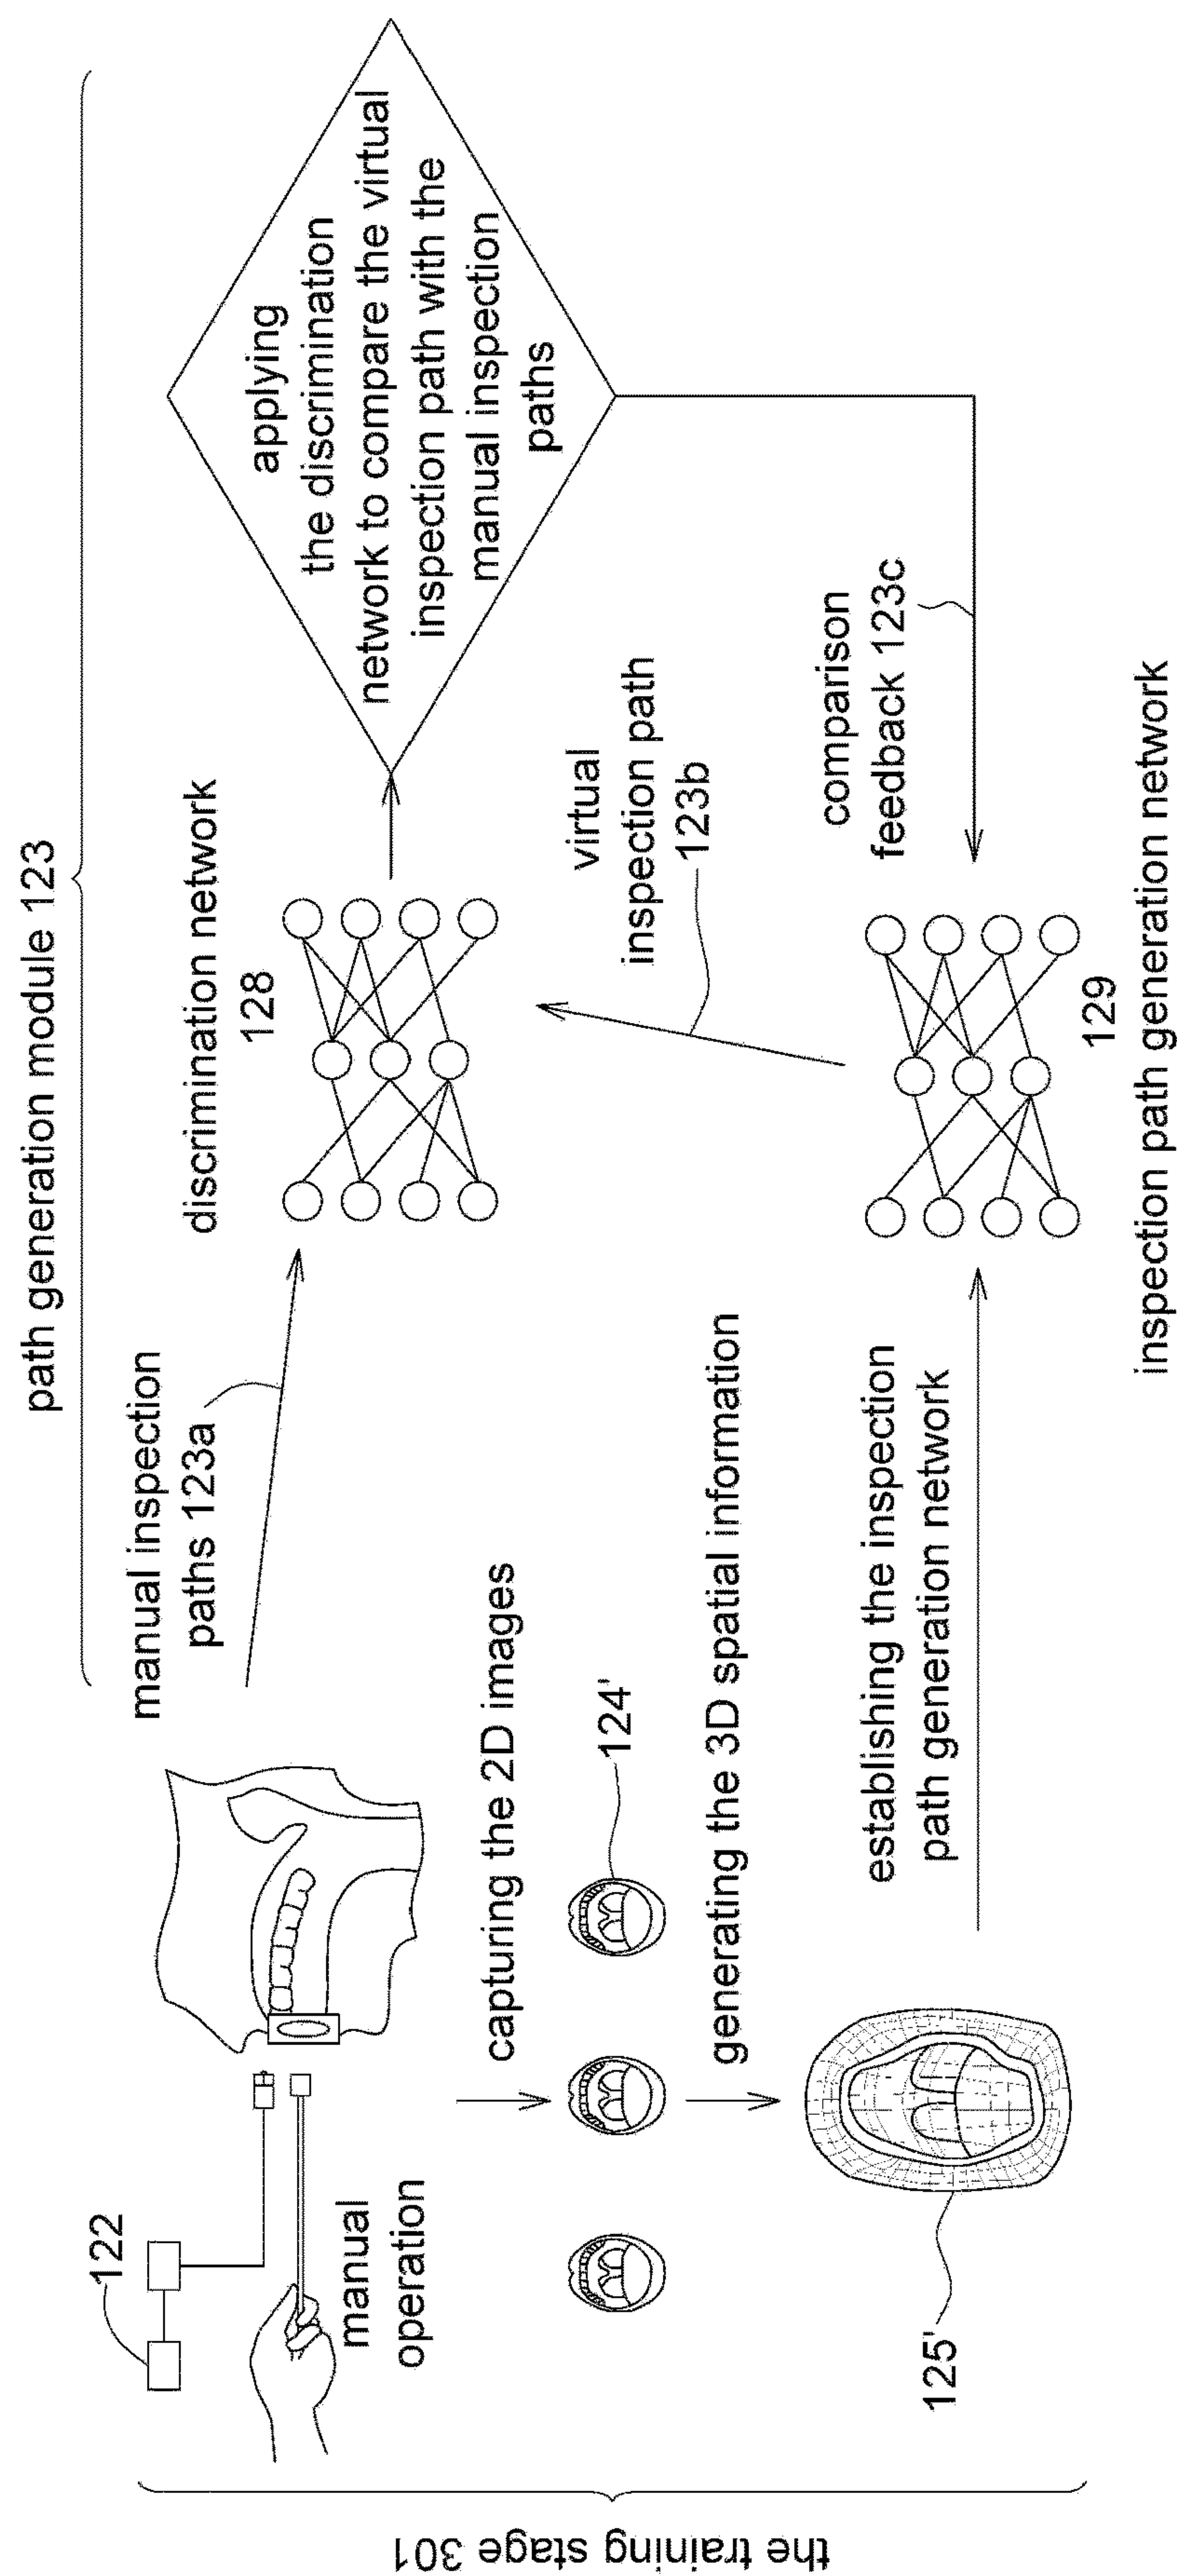 path generation module 123
manual inspection
paths 123a
discrimination network
128
applying
the discrimination
network to compare the virtual
inspection path with the
manual inspection
paths
122
manual
operation
capturing the 2D images
124'
generating the 3D spatial information
125'
virtual
inspection path
123b
comparison
feedback 123c
establishing the inspection
path generation network
129
inspection path generation network
the training stage 301